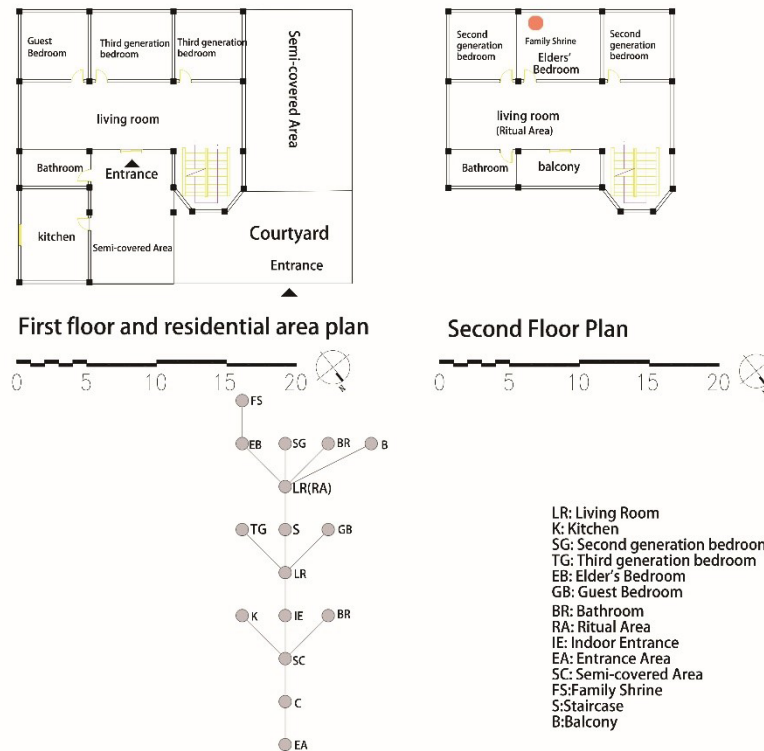 Guest
Bedroom
Third generation
bedroom
Third generation
bedroom
Semi-covered Area
living room
Bathroom
Entrance
kitchen
Semi-covered Area
Courtyard
Entrance
Second
generation
bedroom
Family Shrine
Elders'
Bedroom
Second
generation
bedroom
living room
(Ritual Area)
Bathroom
balcony
First floor and residential area plan
Second Floor Plan
0 5 10 15 20
N
0 5 10 15 20
N
FS
EB SG BR B
LR(RA)
TG S GB
LR
K IE BR
SC
C
EA
LR: Living Room
K: Kitchen
SG: Second generation bedroom
TG: Third generation bedroom
EB: Elder's Bedroom
GB: Guest Bedroom
BR: Bathroom
RA: Ritual Area
IE: Indoor Entrance
EA: Entrance Area
SC: Semi-covered Area
FS:Family Shrine
S:Staircase
B:Balcony